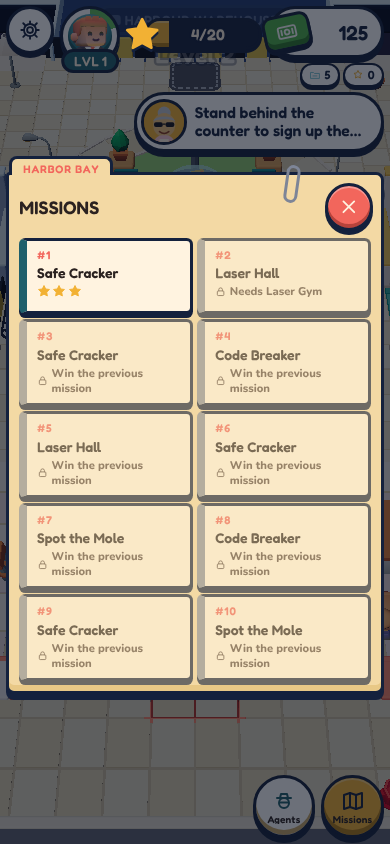 4/20
125
LVL 1
5
0
Stand behind the
counter to sign up the...
HARBOR BAY
MISSIONS
#1
Safe Cracker
#2
Laser Hall
Needs Laser Gym
#3
Safe Cracker
Win the previous
mission
#4
Code Breaker
Win the previous
mission
#5
Laser Hall
Win the previous
mission
#6
Safe Cracker
Win the previous
mission
#7
Spot the Mole
Win the previous
mission
#8
Code Breaker
Win the previous
mission
#9
Safe Cracker
Win the previous
mission
#10
Spot the Mole
Win the previous
mission
Agents
Missions